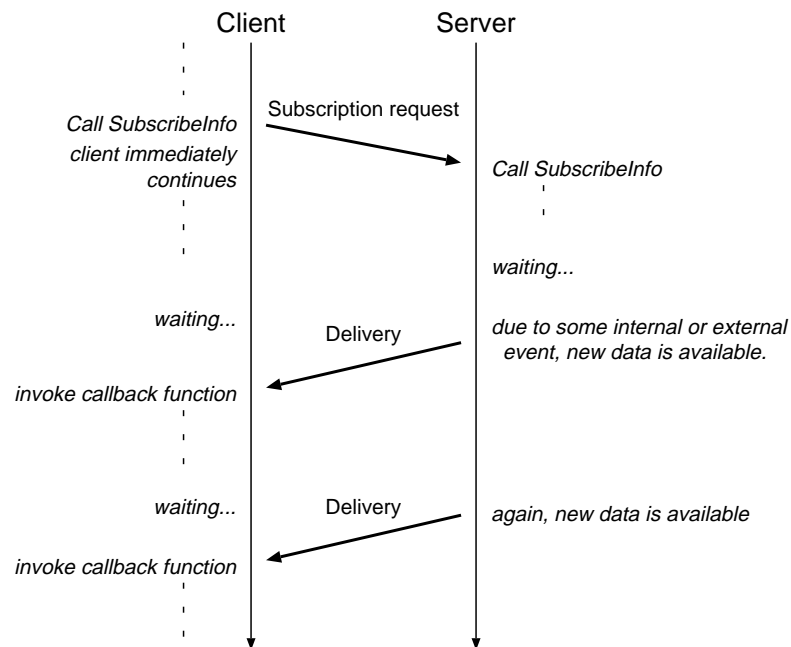 Client
Server
Subscription request
Call SubscribeInfo
client immediately
continues
Call SubscribeInfo
waiting...
waiting...
Delivery
due to some internal or external
event, new data is available.
invoke callback function
waiting...
Delivery
again, new data is available
invoke callback function